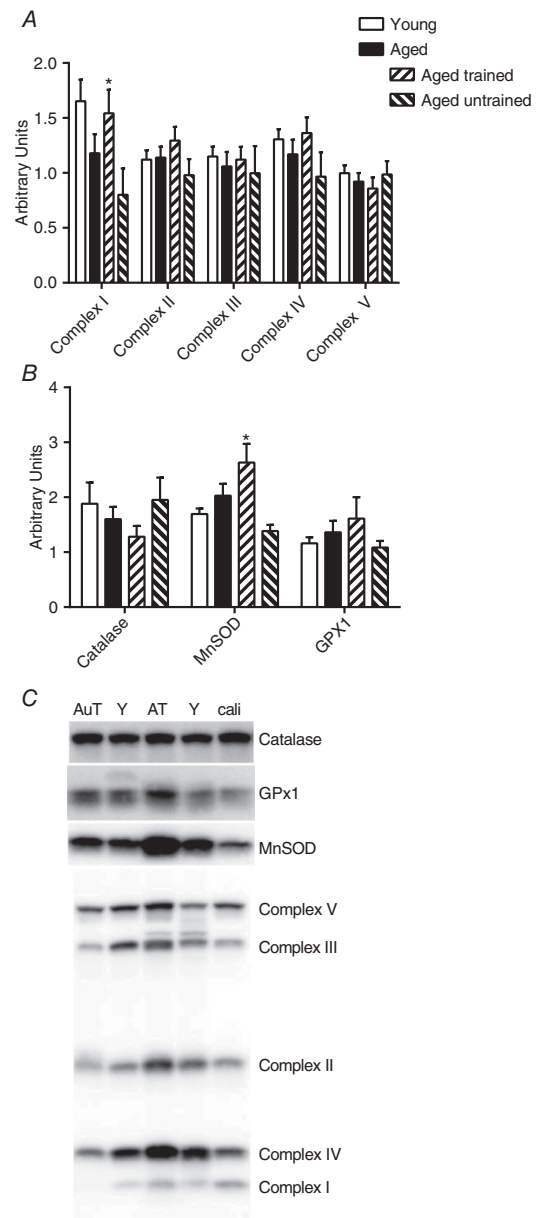 A
Young
Aged
Aged trained
Aged untrained
Arbitrary Units
2.0
1.5
1.0
0.5
0.0
*
Complex I
Complex II
Complex III
Complex IV
Complex V
B
Arbitrary Units
4
3
2
1
0
*
Catalase
MnSOD
GPX1
C
AuT Y AT Y cali
Catalase
GPx1
MnSOD
Complex V
Complex III
Complex II
Complex IV
Complex I